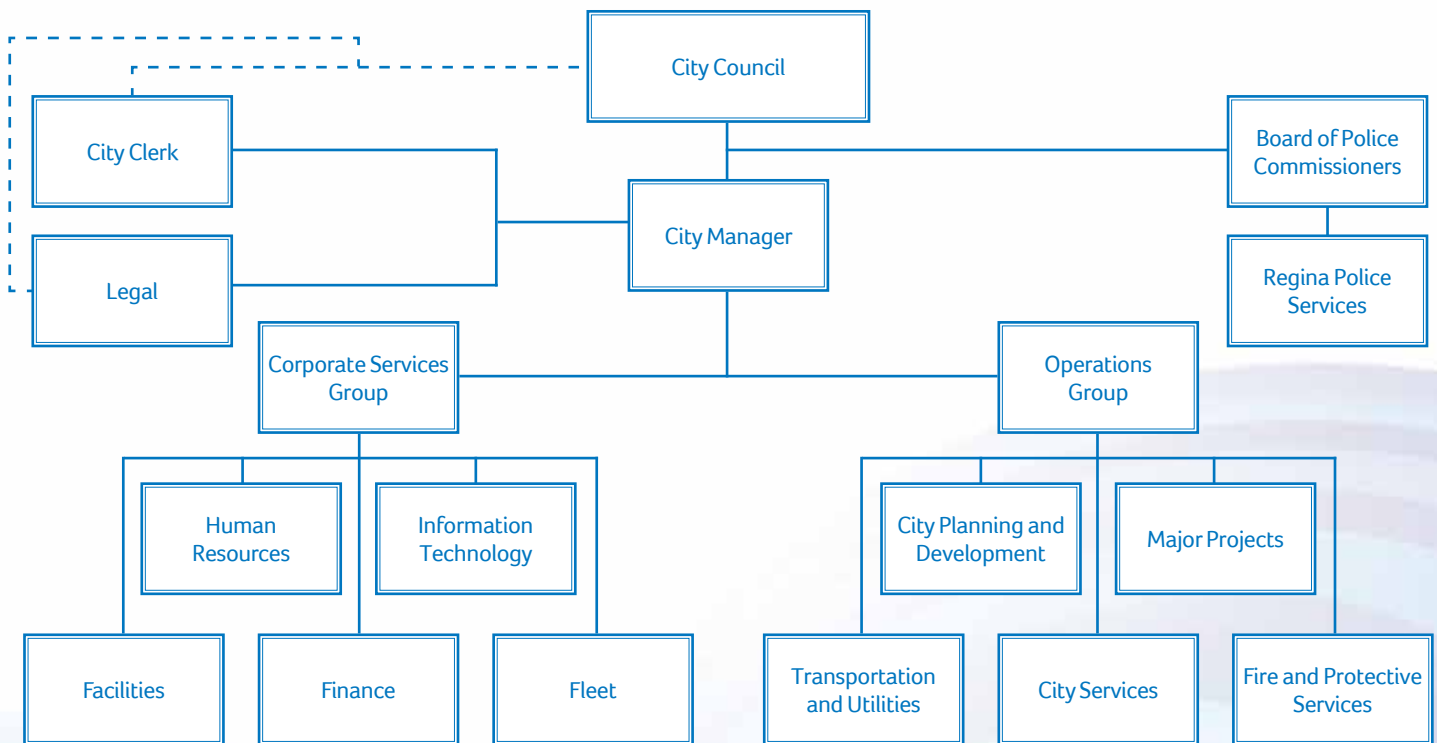 City Council
City Clerk
Board of Police
Commissioners
City Manager
Legal
Regina Police
Services
Corporate Services
Group
Operations
Group
Human
Resources
Information
Technology
City Planning and
Development
Major Projects
Facilities
Finance
Fleet
Transportation
and Utilities
City Services
Fire and Protective
Services